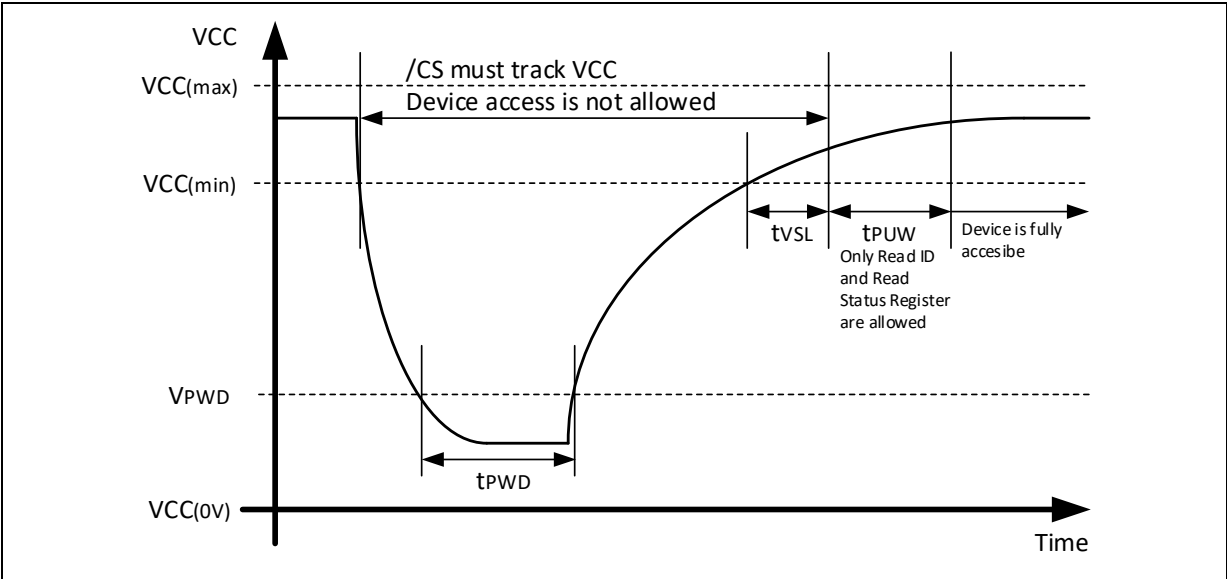 VCC
/CS must track VCC
VCC(max)
Device access is not allowed
VCC(min)
tVSL
tPUW
Device is fully
accesibe
Only Read ID
and Read
Status Register
are allowed
VPWD
tPWD
VCC(0V)
Time